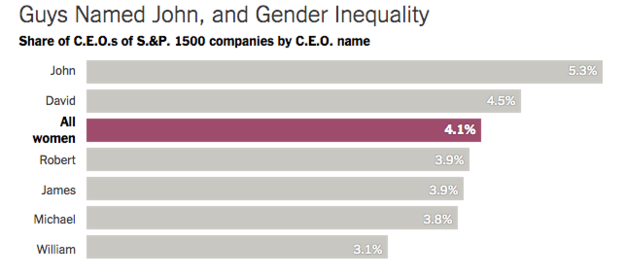 Guys Named John, and Gender Inequality
Share of C.E.O.s of S.&P. 1500 companies by C.E.O. name
John 5.3%
David 4.5%
All
women 4.1%
Robert 3.9%
James 3.9%
Michael 3.8%
William 3.1%